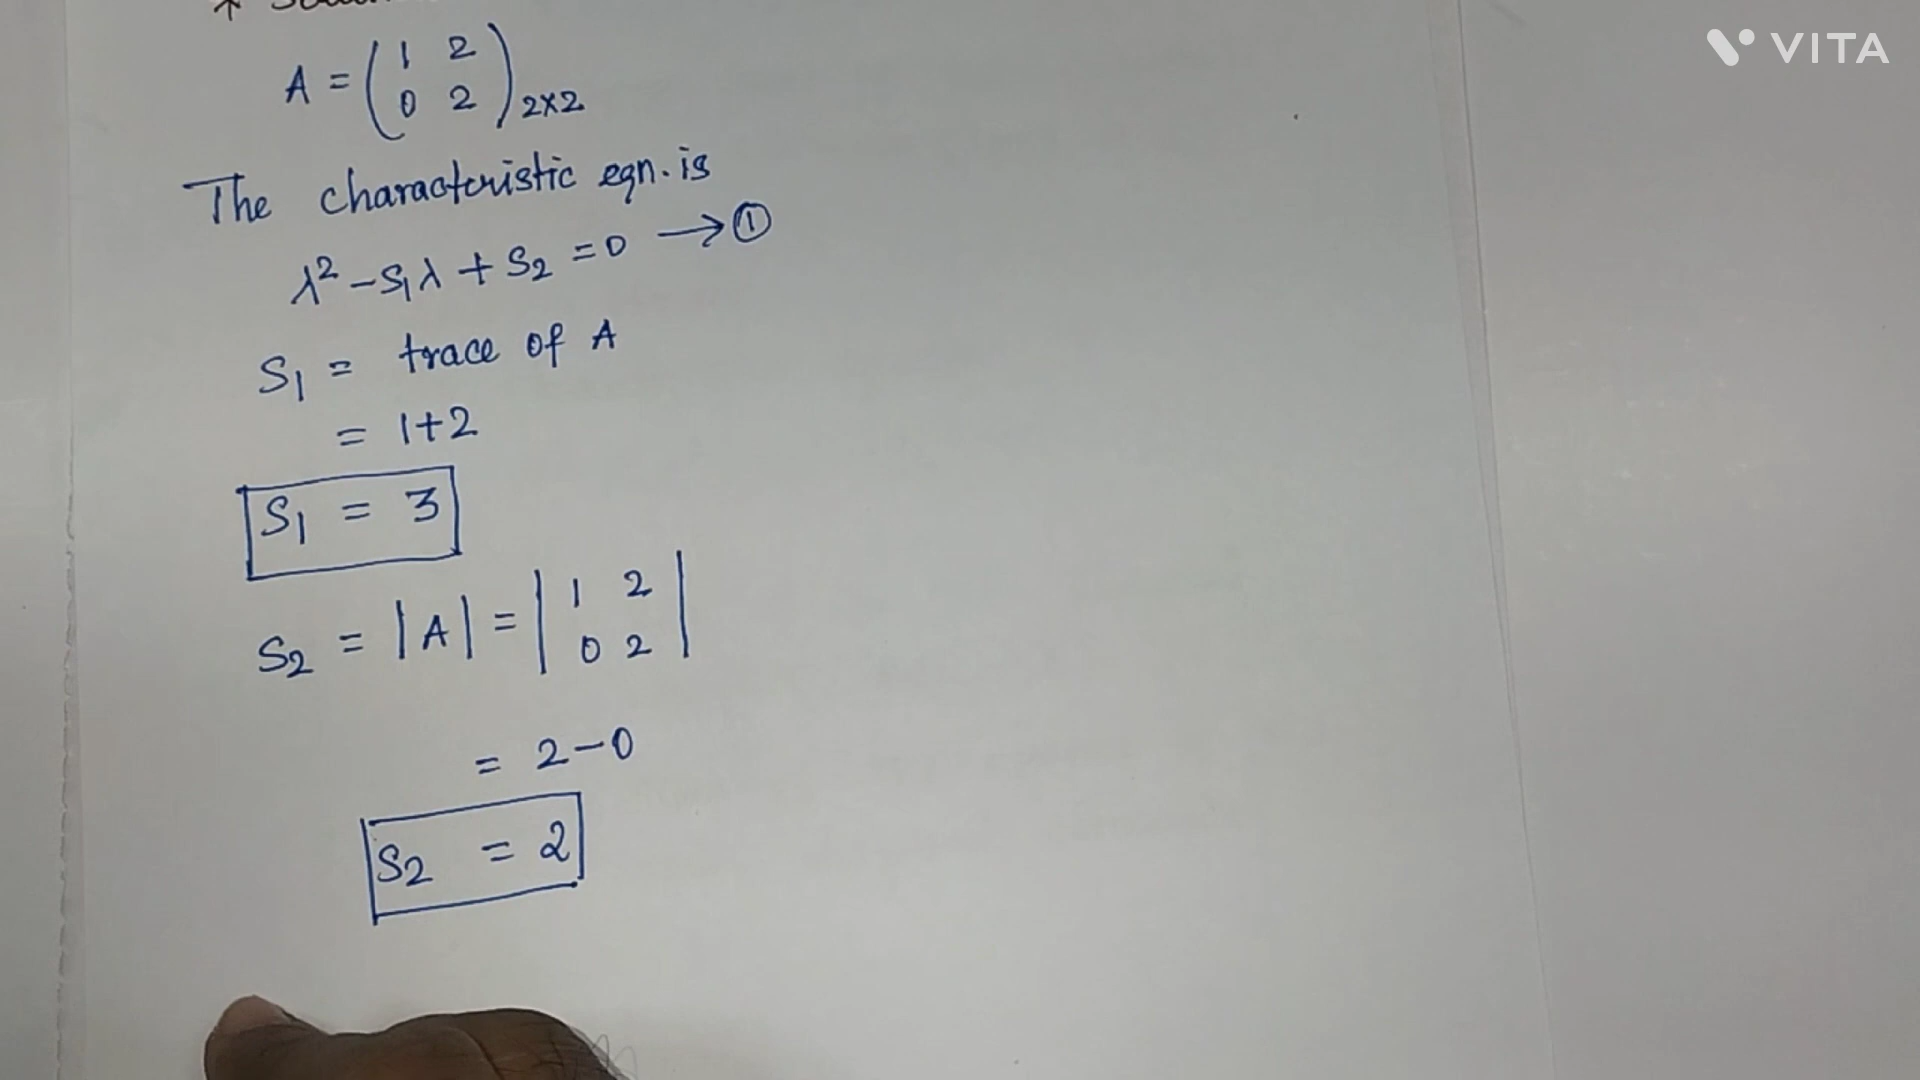 VITA
A = ( 1 2
0 2 ) 2×2
The characteristic eqn. is
λ² - S₁λ + S₂ = 0 → ①
S₁ = trace of A
= 1+2
S₁ = 3
S₂ = |A| = | 1 2
0 2 |
= 2-0
S₂ = 2